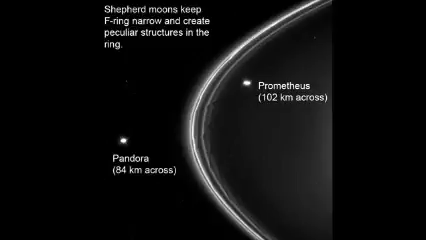 Shepherd moons keep
F-ring narrow and create
peculiar structures in the
ring.
Prometheus
(102 km across)
Pandora
(84 km across)